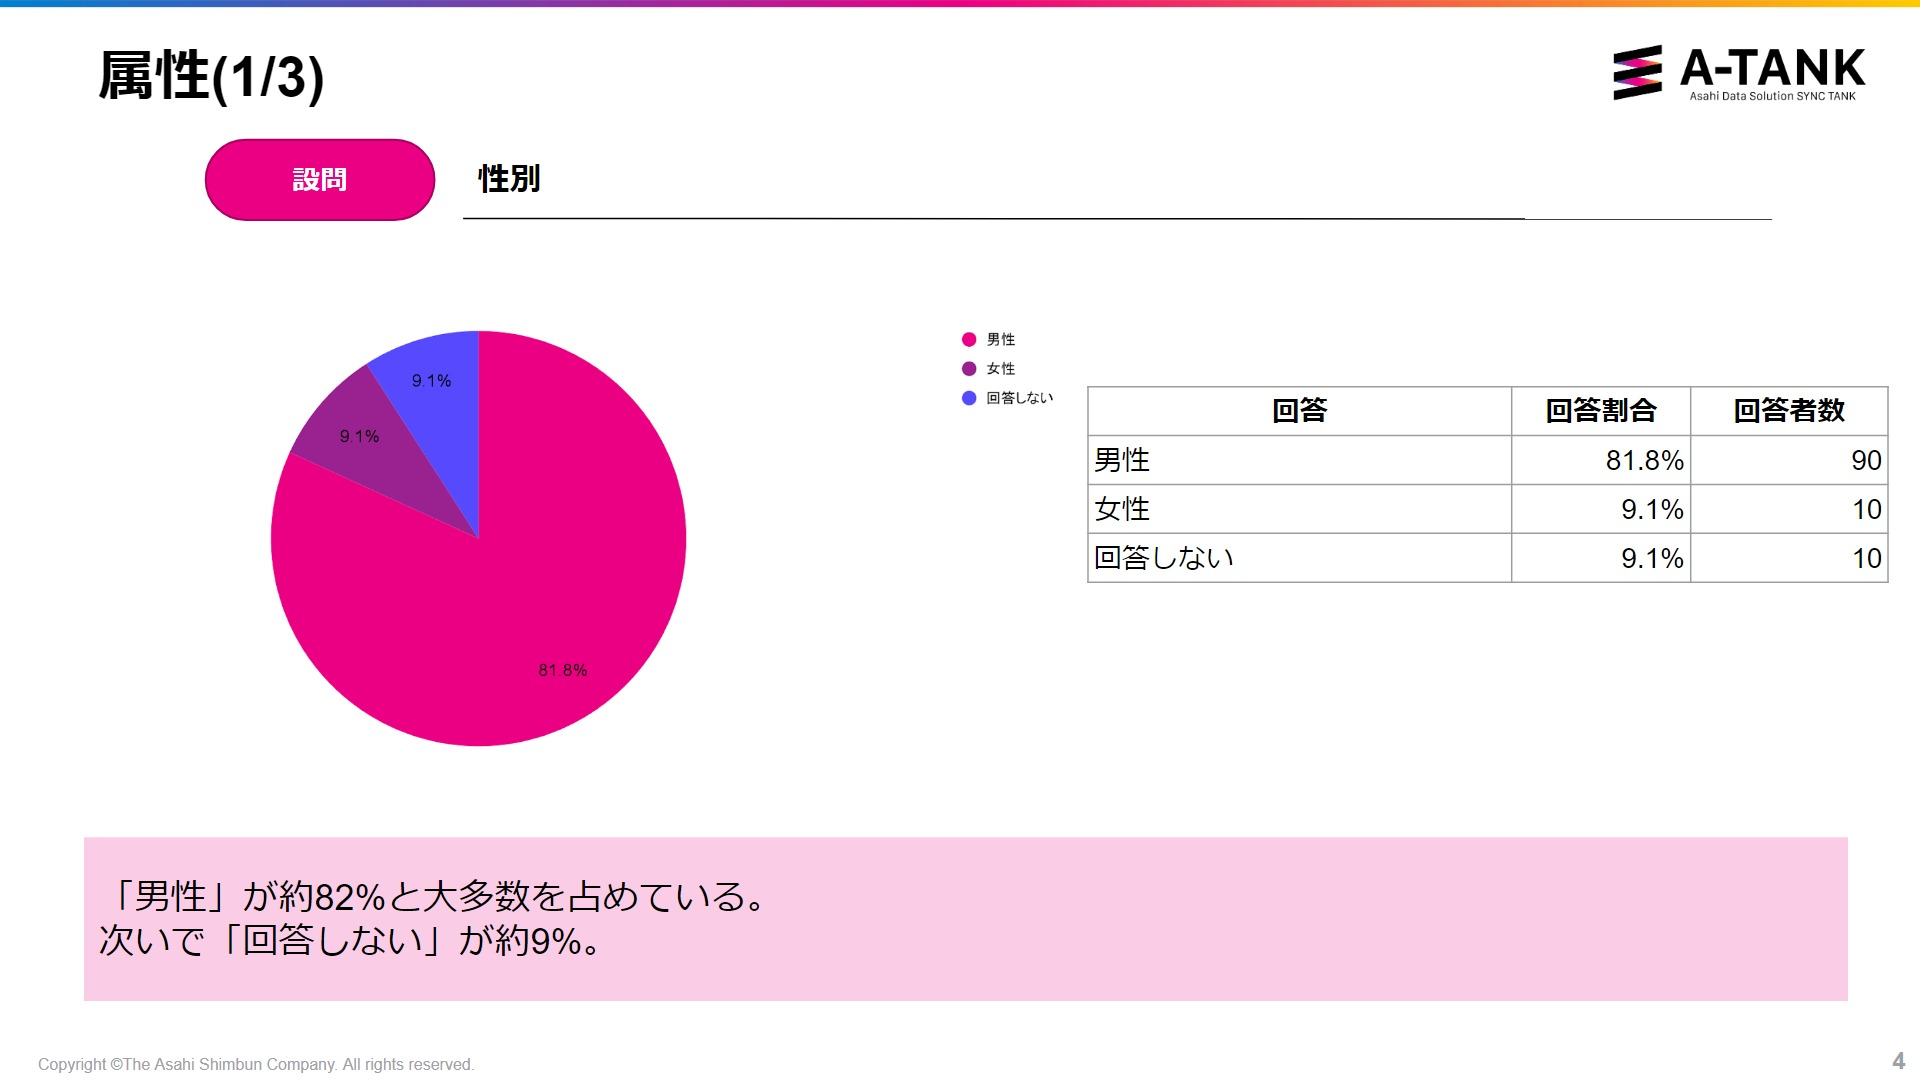 属性(1/3)
A-TANK
Asahi Data Solution SYNC TANK
設問
性別
9.1%
9.1%
81.8%
男性
女性
回答しない
回答 回答割合 回答者数
男性 81.8% 90
女性 9.1% 10
回答しない 9.1% 10
「男性」が約82%と大多数を占めている。
次いで「回答しない」が約9%。
Copyright ©The Asahi Shimbun Company. All rights reserved.
4